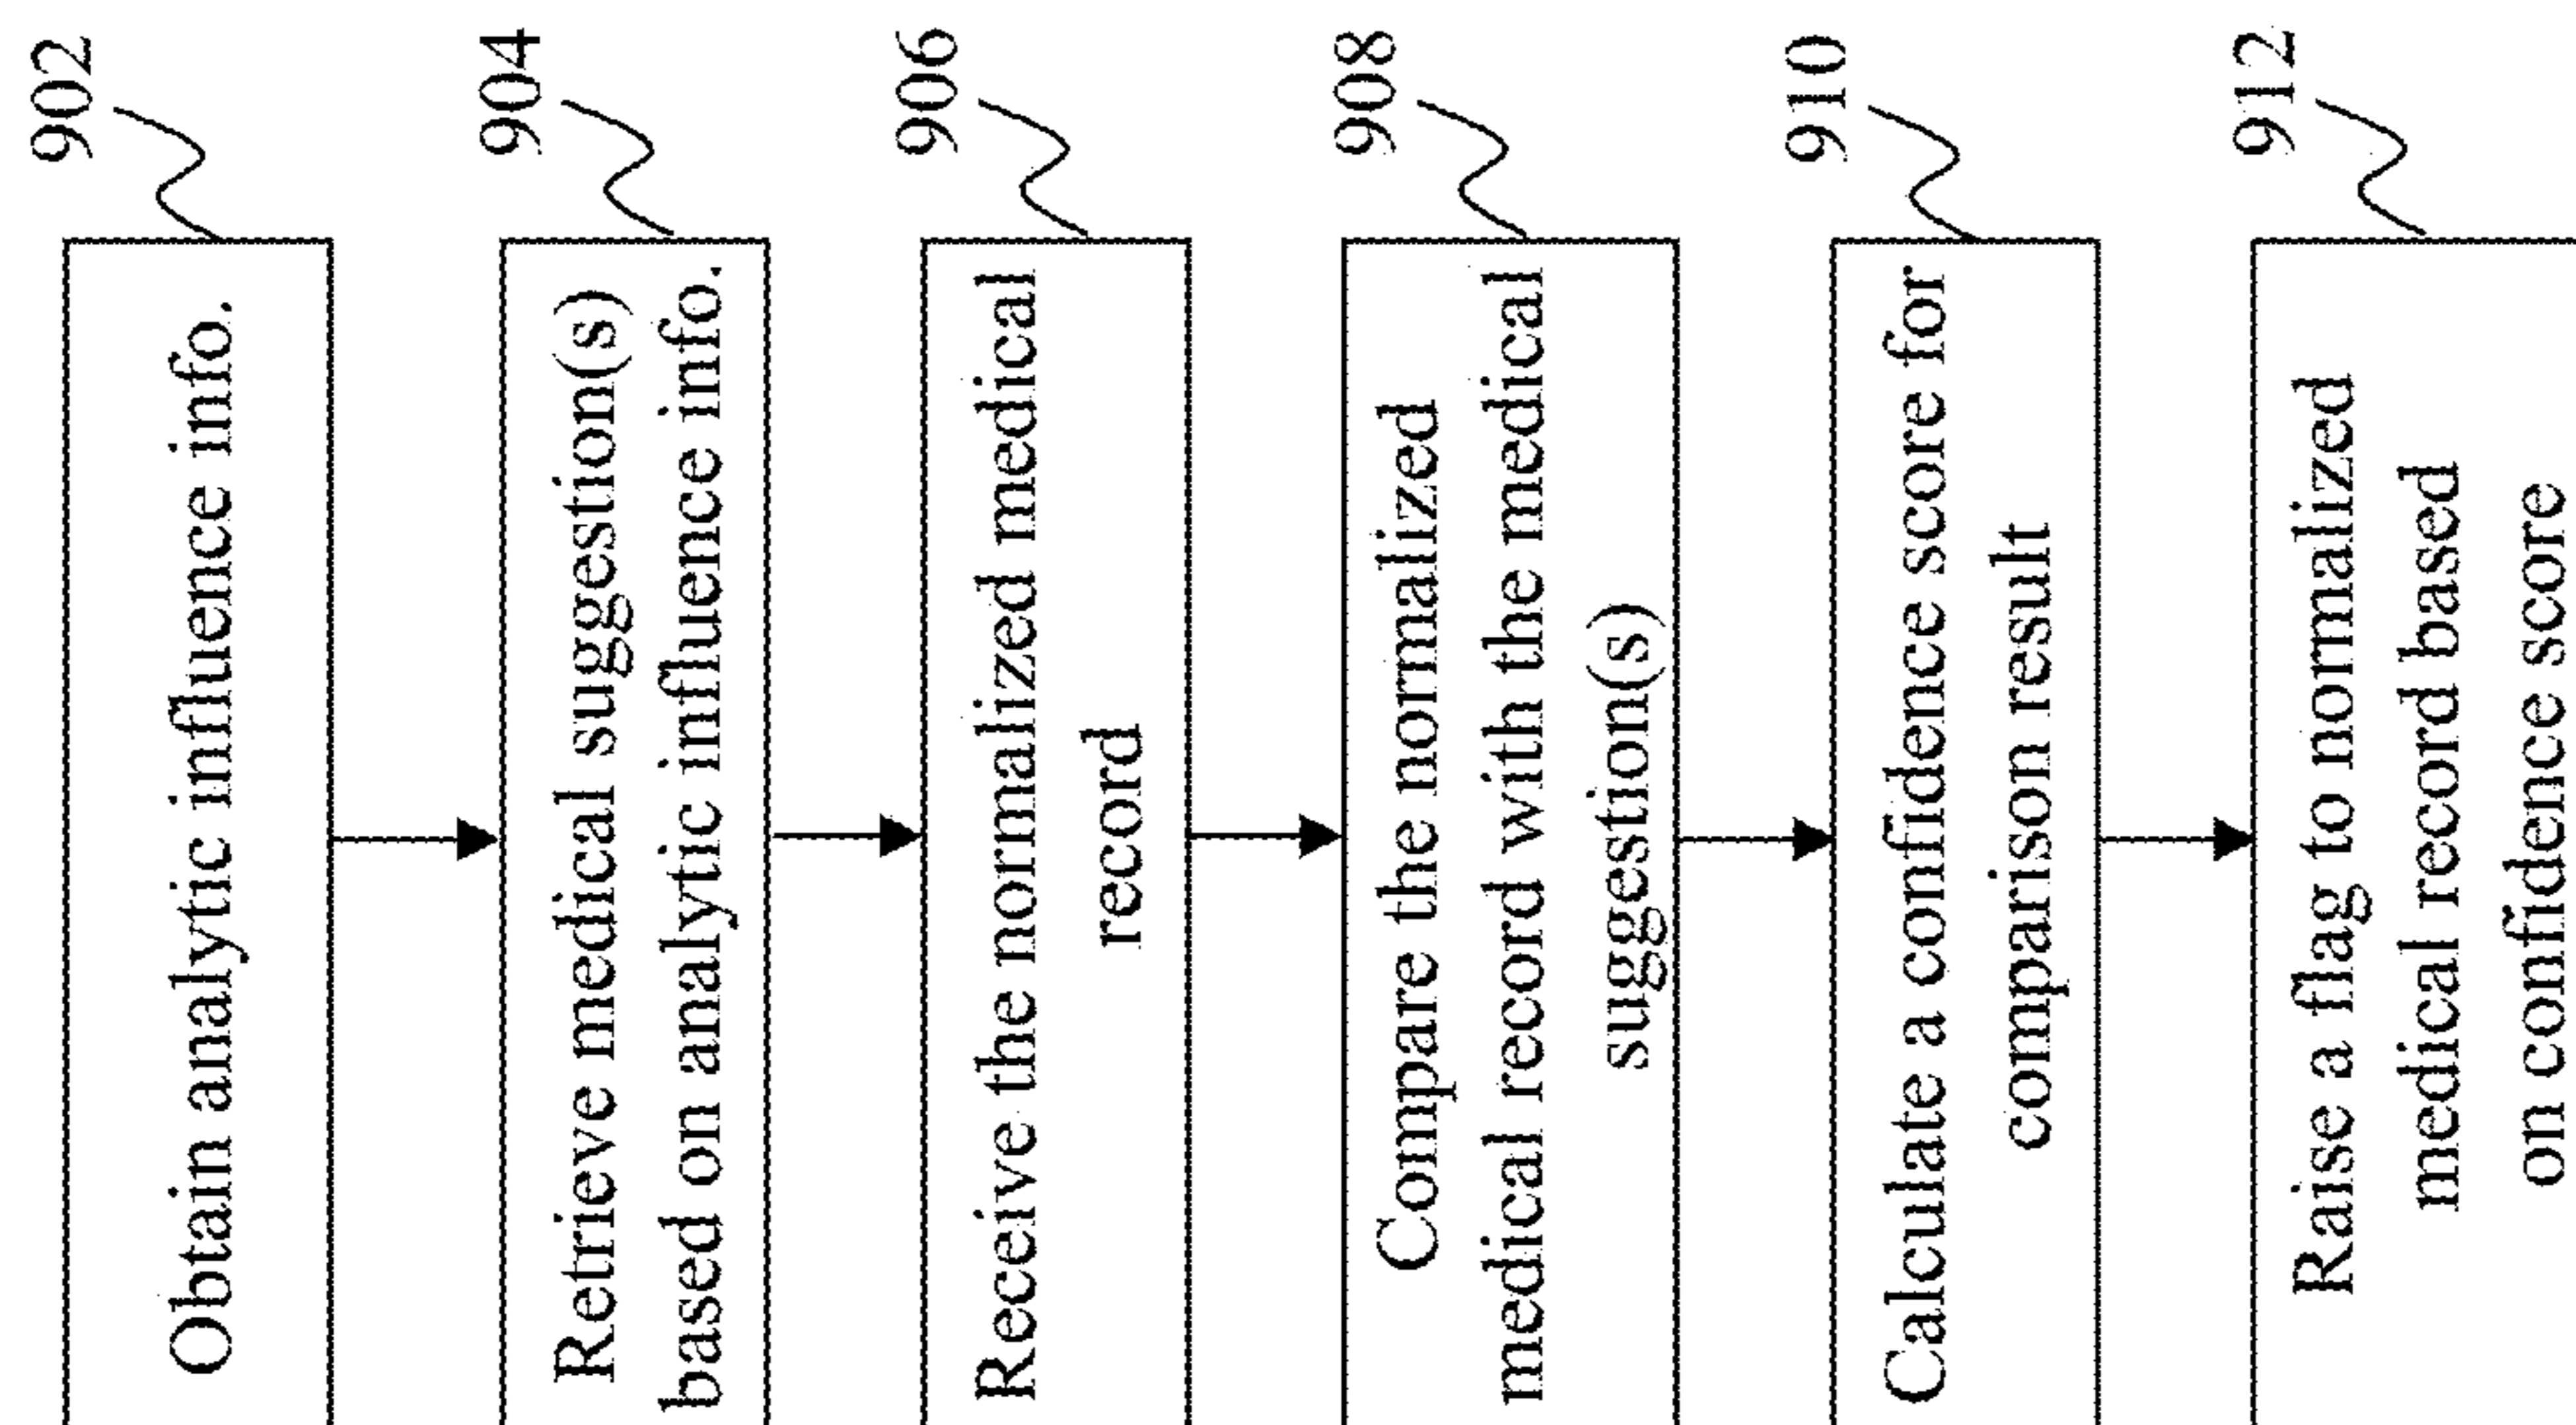 902
Obtain analytic influence info.
904
Retrieve medical suggestion(s)
based on analytic influence info.
906
Receive the normalized medical
record
908
Compare the normalized
medical record with the medical
suggestion(s)
910
Calculate a confidence score for
comparison result
912
Raise a flag to normalized
medical record based
on confidence score